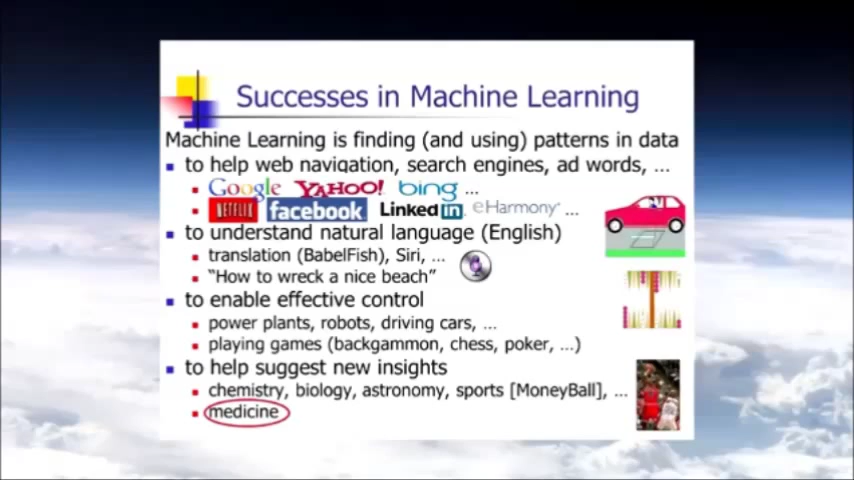 Successes in Machine Learning
Machine Learning is finding (and using) patterns in data
to help web navigation, search engines, ad words, ...
Google YAHOO! bing ...
NETFLIX facebook Linked in eHarmony ...
to understand natural language (English)
translation (BabelFish), Siri, ...
"How to wreck a nice beach"
to enable effective control
power plants, robots, driving cars, ...
playing games (backgammon, chess, poker, ...)
to help suggest new insights
chemistry, biology, astronomy, sports [MoneyBall], ...
medicine